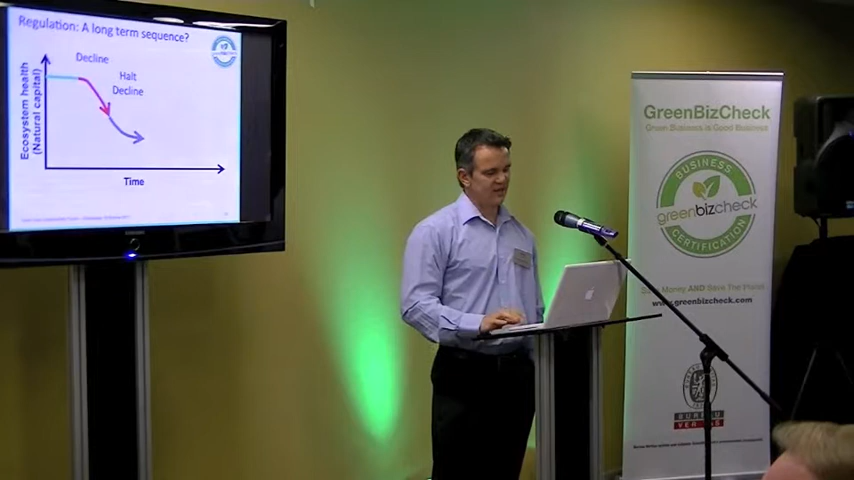 Regulation: A long term sequence?
Decline
Halt
Decline
Ecosystem health
(Natural capital)
Time
SAMSUNG
GreenBizCheck
Green Business is Good Business
BUSINESS
greenbizcheck
CERTIFICATION
Money AND Save The Planet
www.greenbizcheck.com
BUREAU
VERITAS